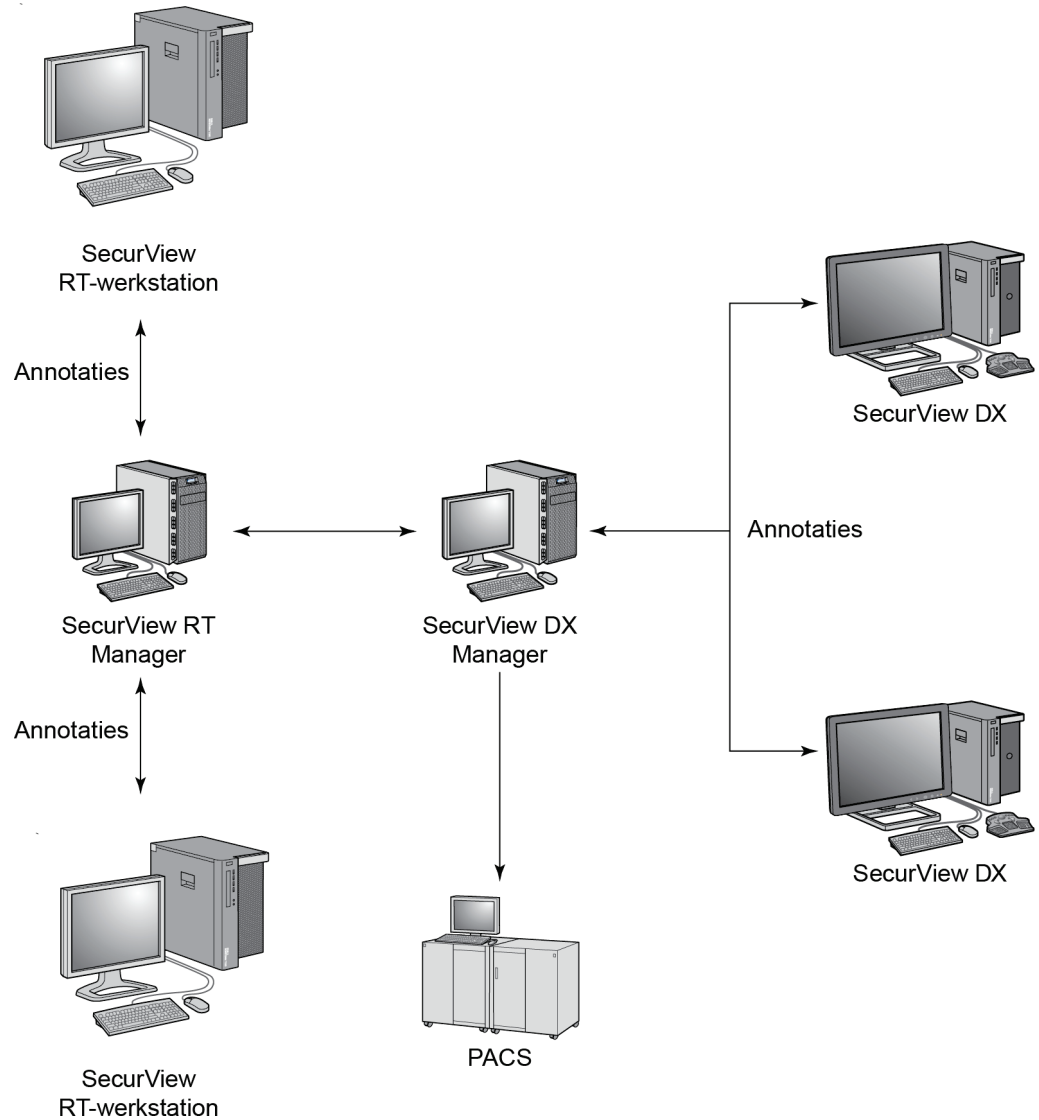 SecurView
RT-werkstation
Annotaties
SecurView DX
SecurView RT
Manager
SecurView DX
Manager
Annotaties
Annotaties
SecurView DX
PACS
SecurView
RT-werkstation